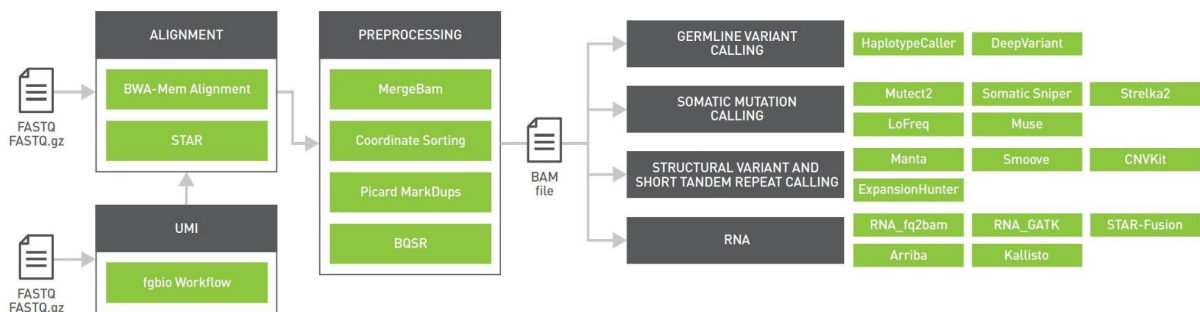 ALIGNMENT
BWA-Mem Alignment
STAR
FASTQ
FASTQ.gz
UMI
fgbio Workflow
FASTQ
FASTQ.gz
PREPROCESSING
MergeBam
Coordinate Sorting
Picard MarkDups
BQSR
BAM
file
GERMLINE VARIANT
CALLING
HaplotypeCaller
DeepVariant
SOMATIC MUTATION
CALLING
Mutect2
Somatic Sniper
Strelka2
LoFreq
Muse
STRUCTURAL VARIANT AND
SHORT TANDEM REPEAT CALLING
Manta
Smoove
CNVKit
ExpansionHunter
RNA
RNA_fq2bam
RNA_GATK
STAR-Fusion
Arriba
Kallisto